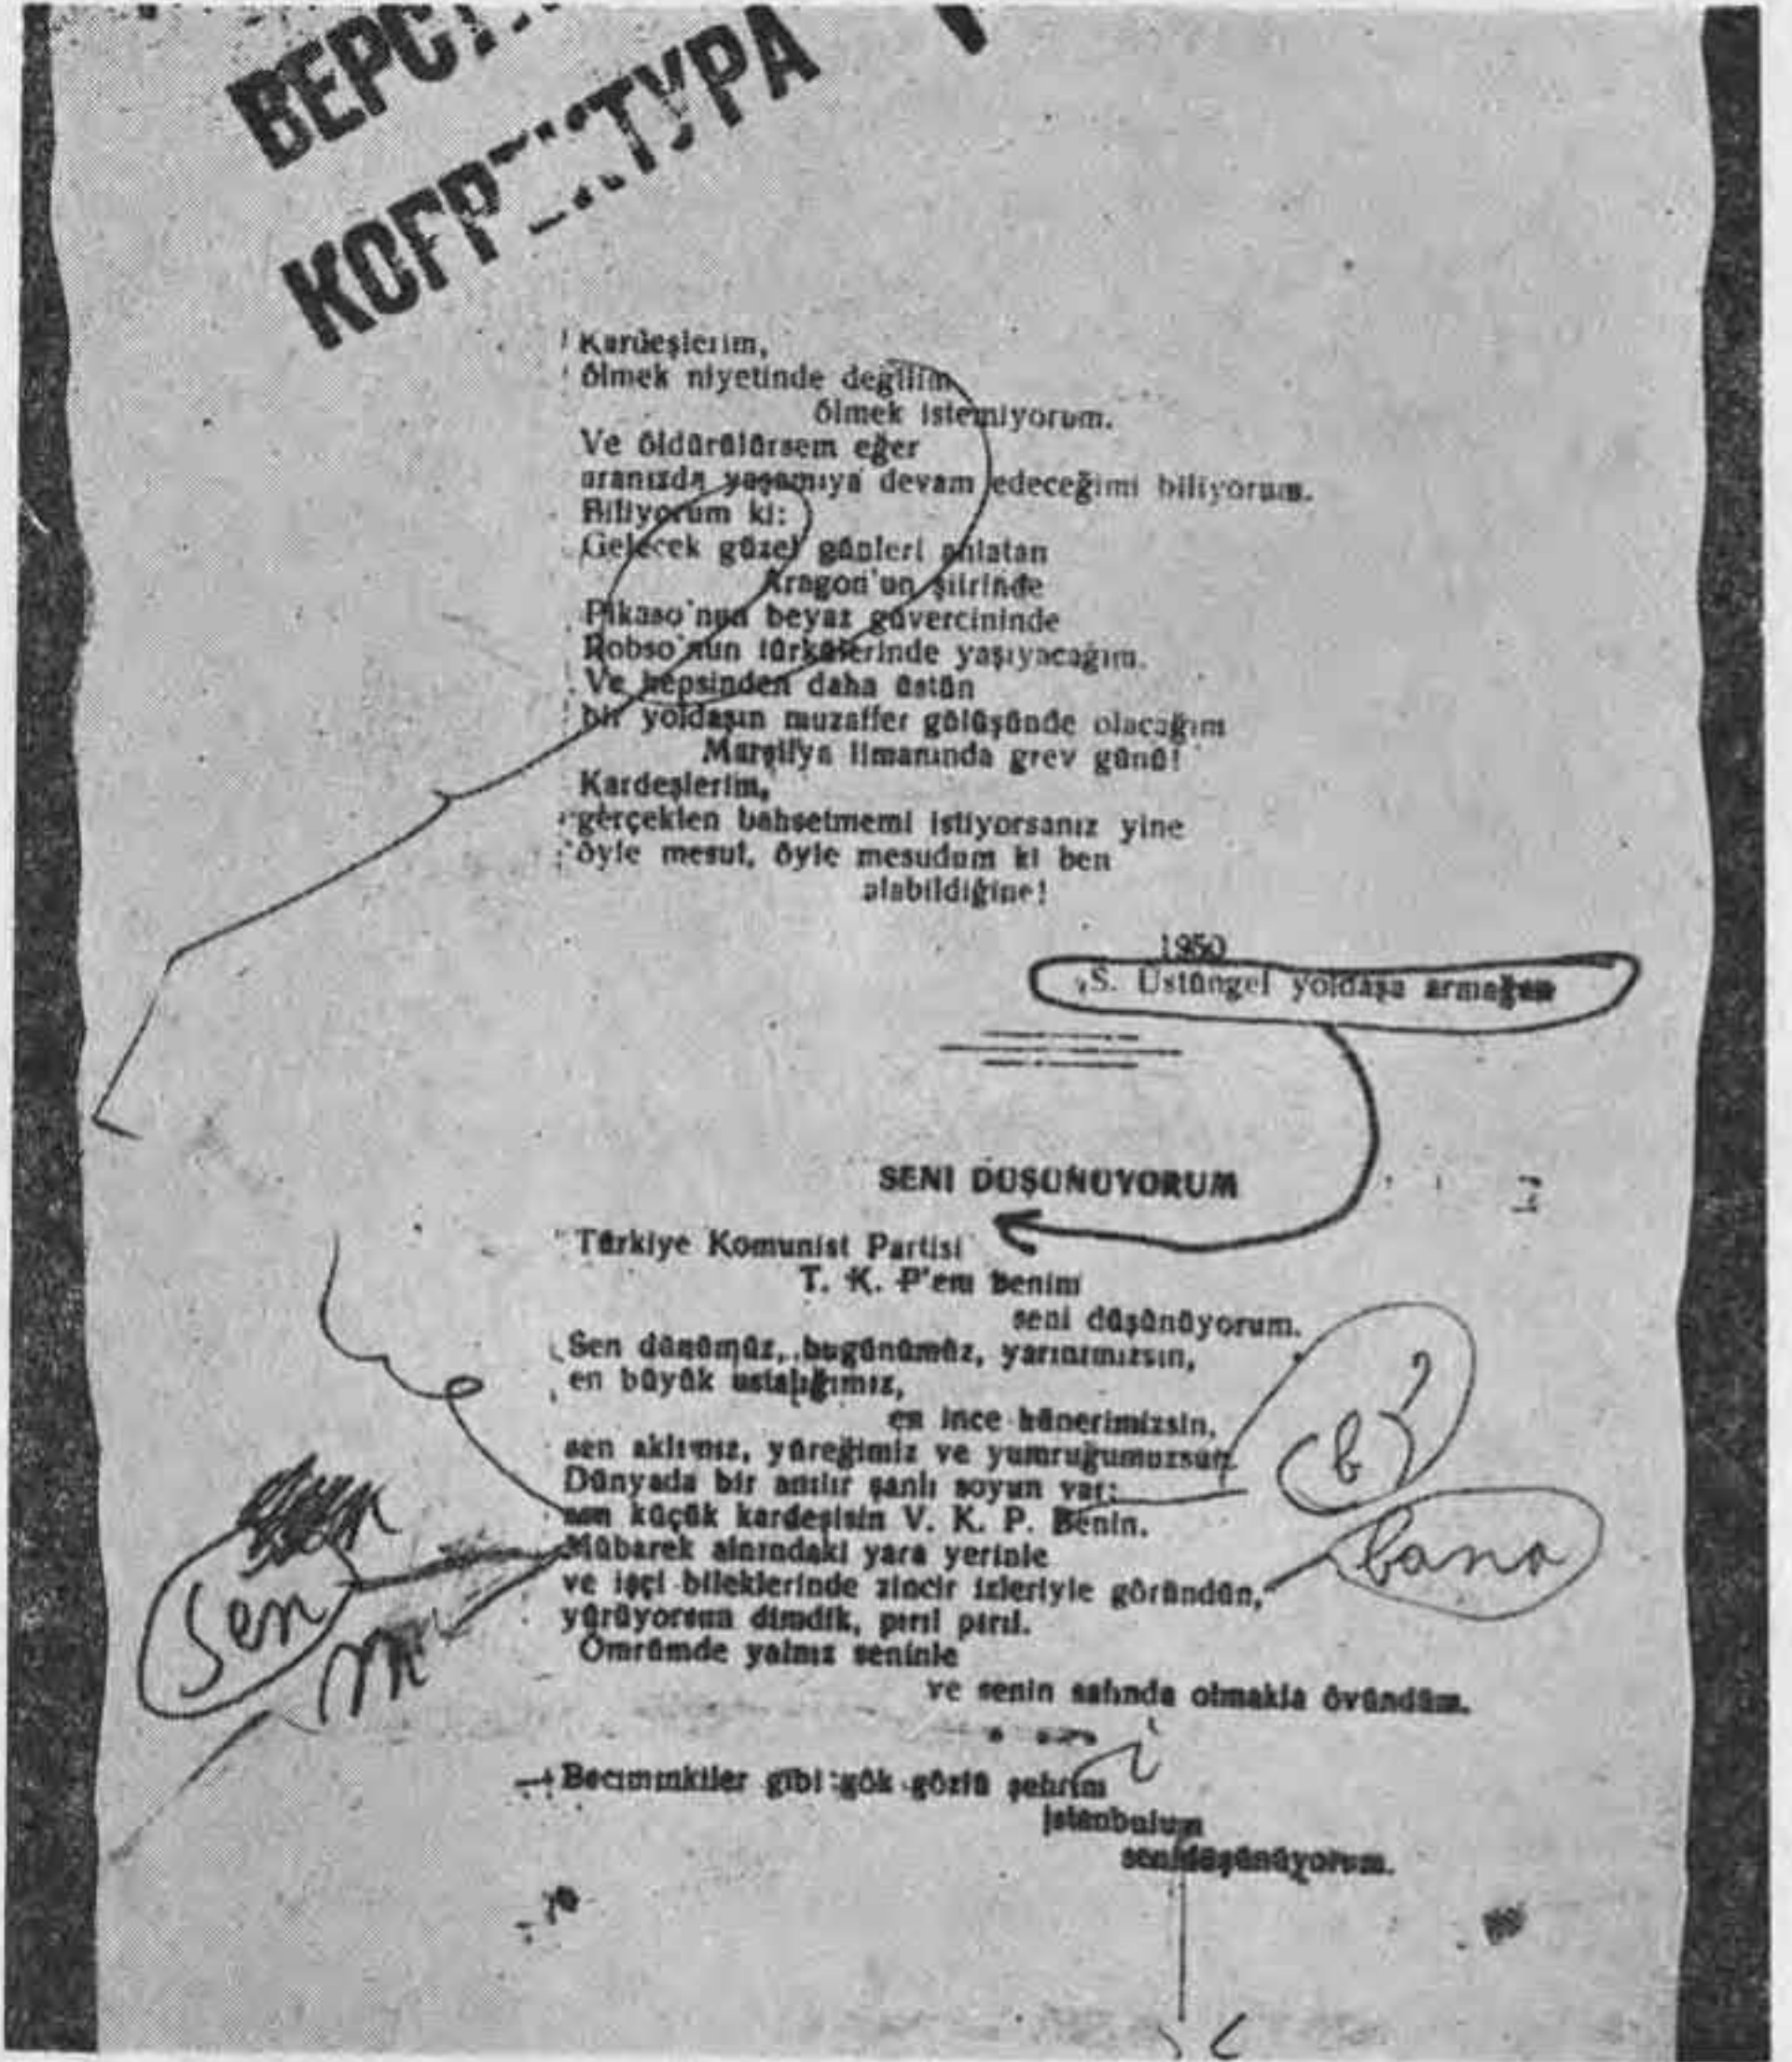 ВЕРСТ
КОРРЕКТУРА
Kardeşlerim,
ölmek niyetinde değilim
ölmek istemiyorum.
Ve öldürülürsem eğer
aranızda yaşamıya devam edeceğimi biliyorum.
Biliyorum ki:
Gelecek güzel günleri anlatan
Aragon'un şiirinde
Pikaso'nun beyaz güvercininde
Robso'nun türkülerinde yaşıyacağım.
Ve hepsinden daha üstün
bir yoldaşın muzaffer gülüşünde olacağım
Marsilya limanında grev günü!
Kardeşlerim,
gerçekten bahsetmemi istiyorsanız yine
öyle mesut, öyle mesudum ki ben
alabildiğine!
1950
S. Üstüngel yoldaşa armağan
SENI DÜŞÜNÜYORUM
Türkiye Komunist Partisi
T. K. P'em benim
seni düşünüyorum.
Sen dünümüz, bugünümüz, yarınımızsın,
en büyük ustalığımız,
en ince hünerimizsin,
sen aklımız, yüreğimiz ve yumruğumuzsun.
Dünyada bir anılır şanlı soyun var:
sen küçük kardeşisin V. K. P. Benin.
(b)
Mübarek alnındaki yara yerinle
bana
ve işçi bileklerinde zincir izleriyle göründün,
Sen
yürüyorsun dimdik, pırıl pırıl.
m
Ömrümde yalnız seninle
ve senin safında olmakla övündüm.
i
Becımınkiler gibi gök gözlü şehrim
İstanbulum
seni düşünüyorum.